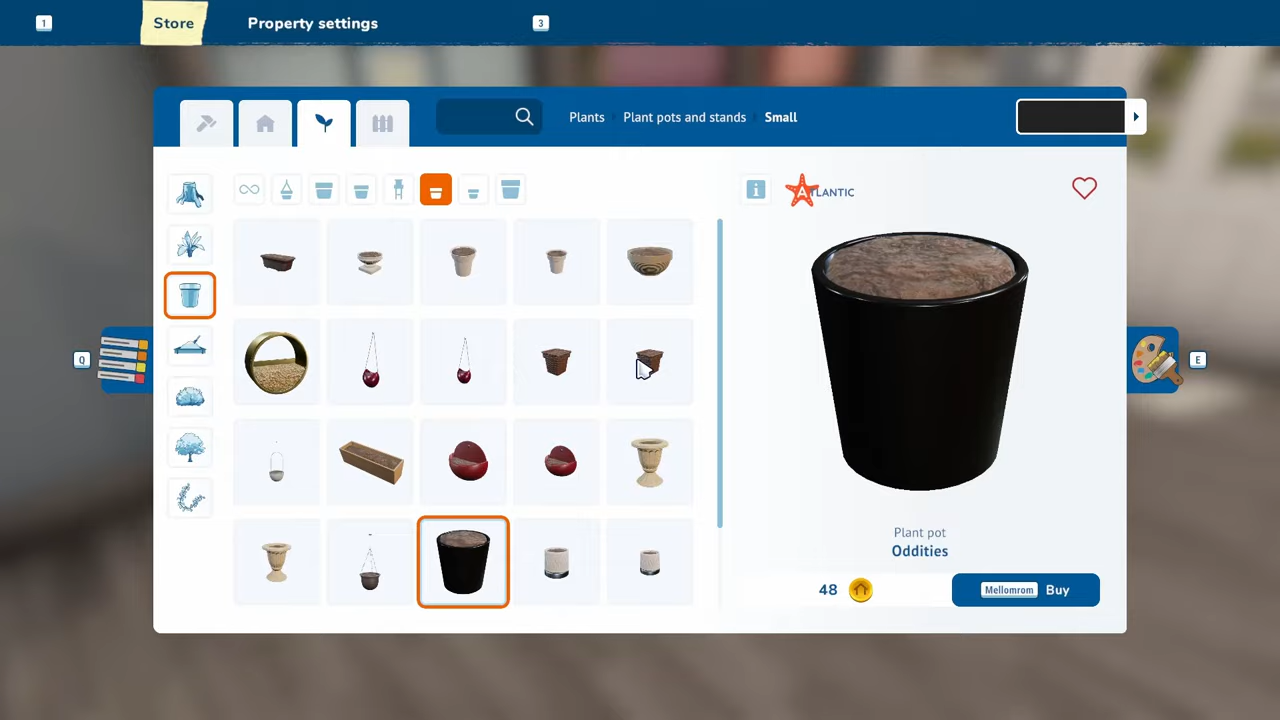 1
Store
Property settings
3
Plants
Plant pots and stands
Small
ATLANTIC
Q
E
Plant pot
Oddities
48
Mellomrom
Buy